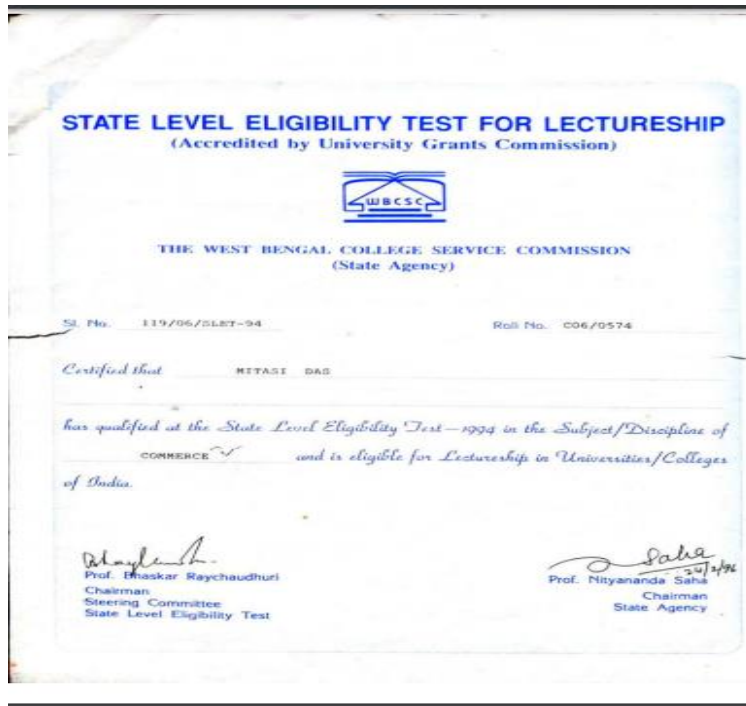 STATE LEVEL ELIGIBILITY TEST FOR LECTURESHIP
(Accredited by University Grants Commission)
WBCSC
THE WEST BENGAL COLLEGE SERVICE COMMISSION
(State Agency)
Sl. No. 119/06/SLET-94 Roll No. C06/0574
Certified that MITASI DAS
has qualified at the State Level Eligibility Test—1994 in the Subject/Discipline of
COMMERCE and is eligible for Lectureship in Universities/Colleges
of India.
Saha
24/2/96
Prof. Bhaskar Raychaudhuri Prof. Nityananda Saha
Chairman Chairman
Steering Committee State Agency
State Level Eligibility Test